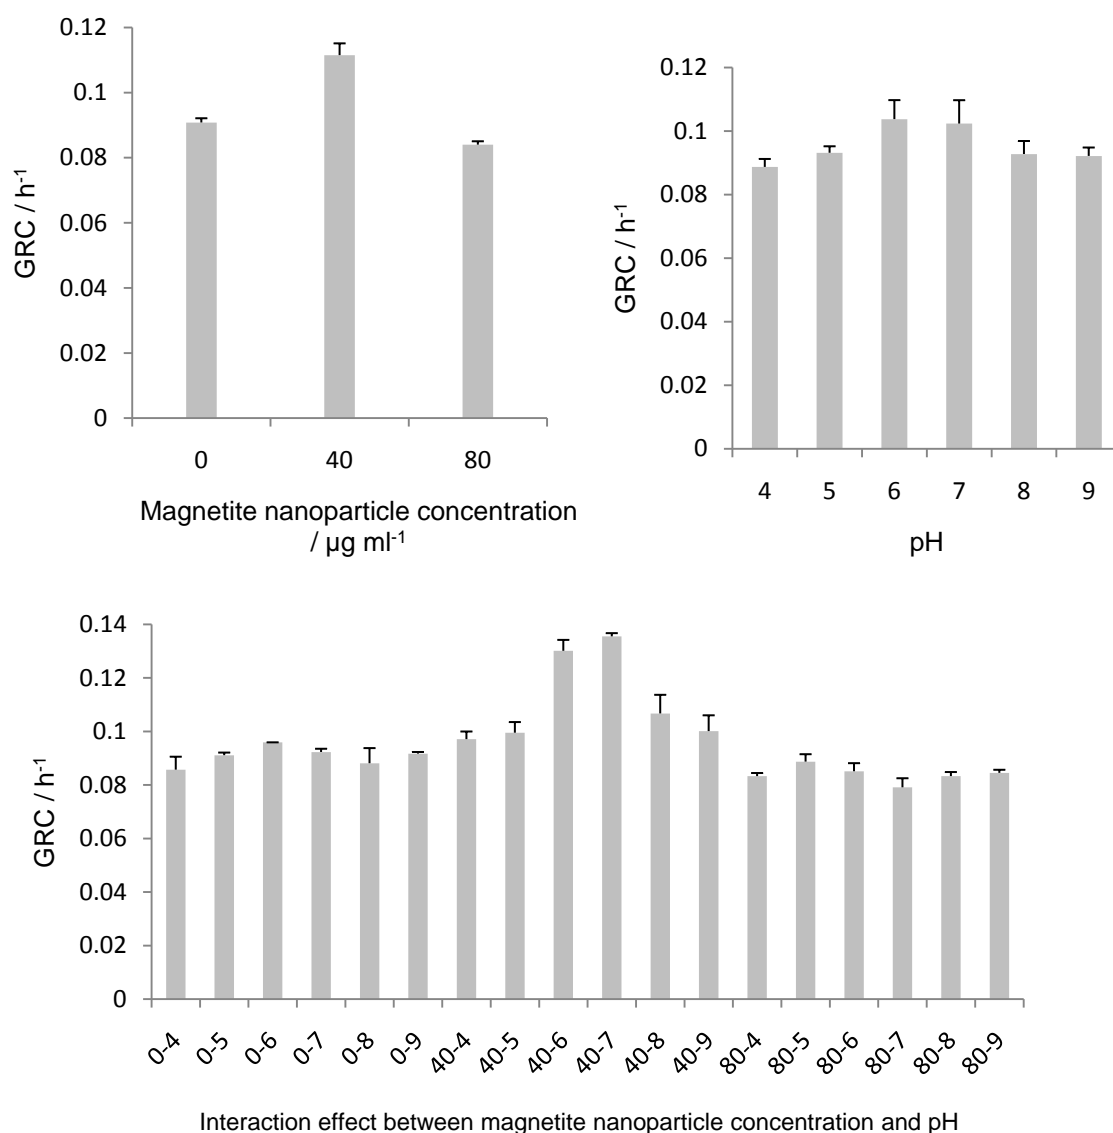 0.12
0.1
0.08
0.06
0.04
0.02
0
GRC / h-1
0 40 80
Magnetite nanoparticle concentration
/ µg ml-1
0.12
0.1
0.08
0.06
0.04
0.02
0
GRC / h-1
4 5 6 7 8 9
pH
0.14
0.12
0.1
0.08
0.06
0.04
0.02
0
GRC / h-1
0-4 0-5 0-6 0-7 0-8 0-9 40-4 40-5 40-6 40-7 40-8 40-9 80-4 80-5 80-6 80-7 80-8 80-9
Interaction effect between magnetite nanoparticle concentration and pH